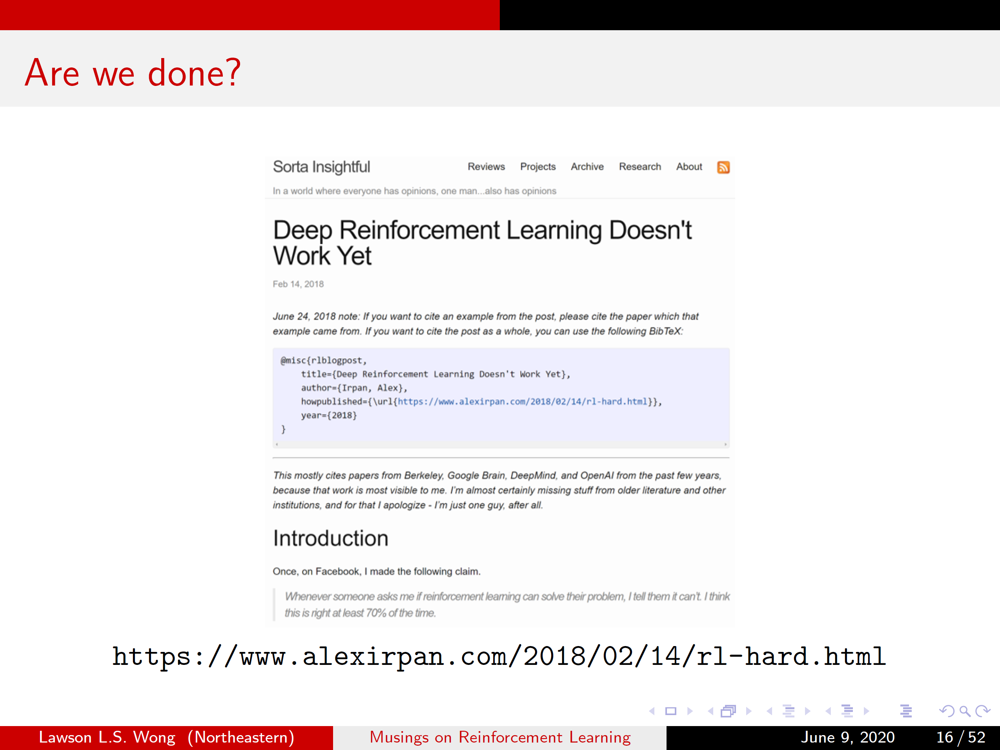 Are we done?
Sorta Insightful
Reviews Projects Archive Research About
In a world where everyone has opinions, one man...also has opinions
Deep Reinforcement Learning Doesn't
Work Yet
Feb 14, 2018
June 24, 2018 note: If you want to cite an example from the post, please cite the paper which that
example came from. If you want to cite the post as a whole, you can use the following BibTeX:
@misc{rlblogpost,
    title={Deep Reinforcement Learning Doesn't Work Yet},
    author={Irpan, Alex},
    howpublished={\url{https://www.alexirpan.com/2018/02/14/rl-hard.html}},
    year={2018}
}
This mostly cites papers from Berkeley, Google Brain, DeepMind, and OpenAI from the past few years,
because that work is most visible to me. I'm almost certainly missing stuff from older literature and other
institutions, and for that I apologize - I'm just one guy, after all.
Introduction
Once, on Facebook, I made the following claim.
Whenever someone asks me if reinforcement learning can solve their problem, I tell them it can't. I think
this is right at least 70% of the time.
https://www.alexirpan.com/2018/02/14/rl-hard.html
Lawson L.S. Wong (Northeastern)
Musings on Reinforcement Learning
June 9, 2020
16 / 52